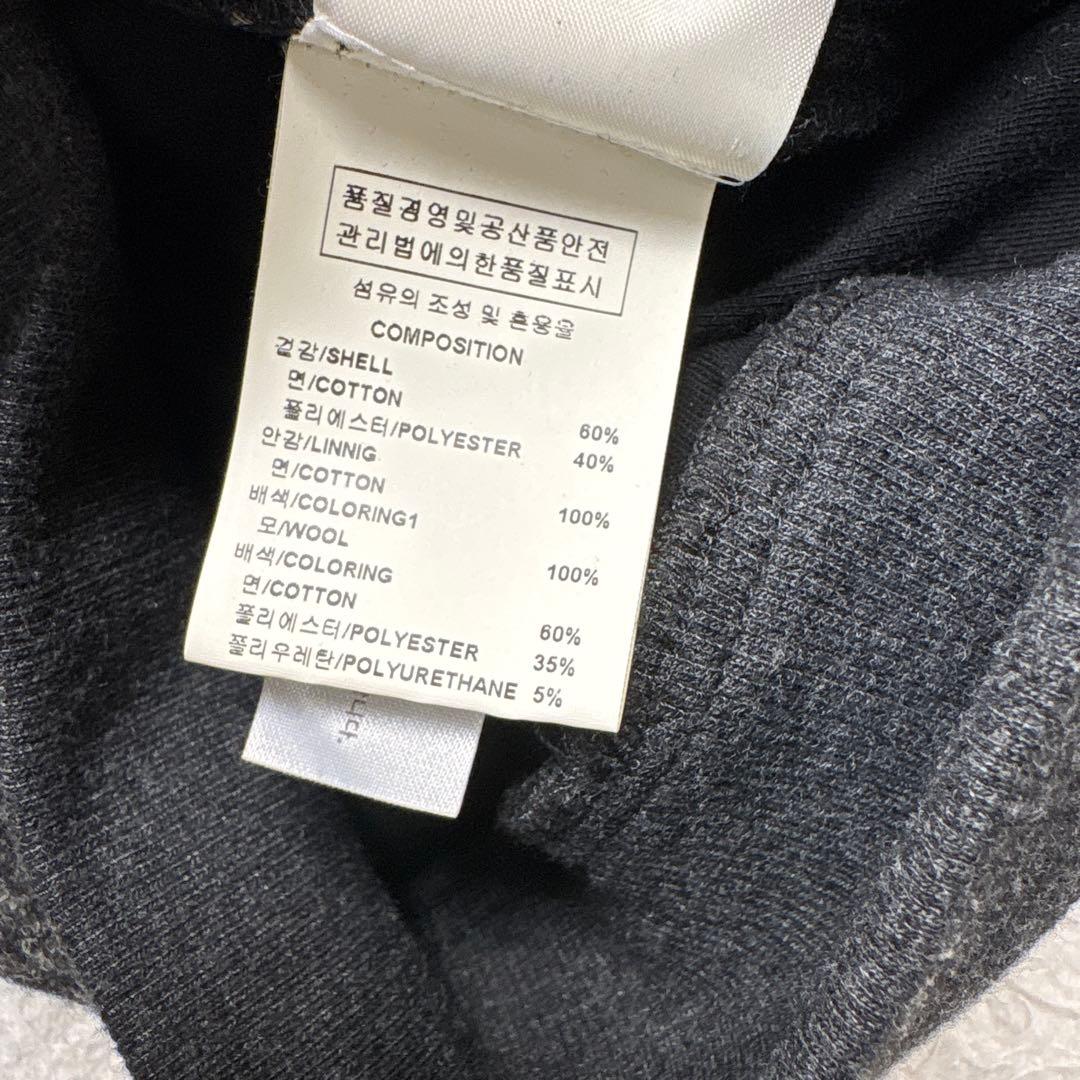 품질경영및공산품안전
관리법에의한품질표시
섬유의 조성 및 혼용율
COMPOSITION
겉감/SHELL
면/COTTON 60%
폴리에스터/POLYESTER 40%
안감/LINNIG
면/COTTON 100%
배색/COLORING1
모/WOOL 100%
배색/COLORING
면/COTTON 60%
폴리에스터/POLYESTER 35%
폴리우레탄/POLYURETHANE 5%